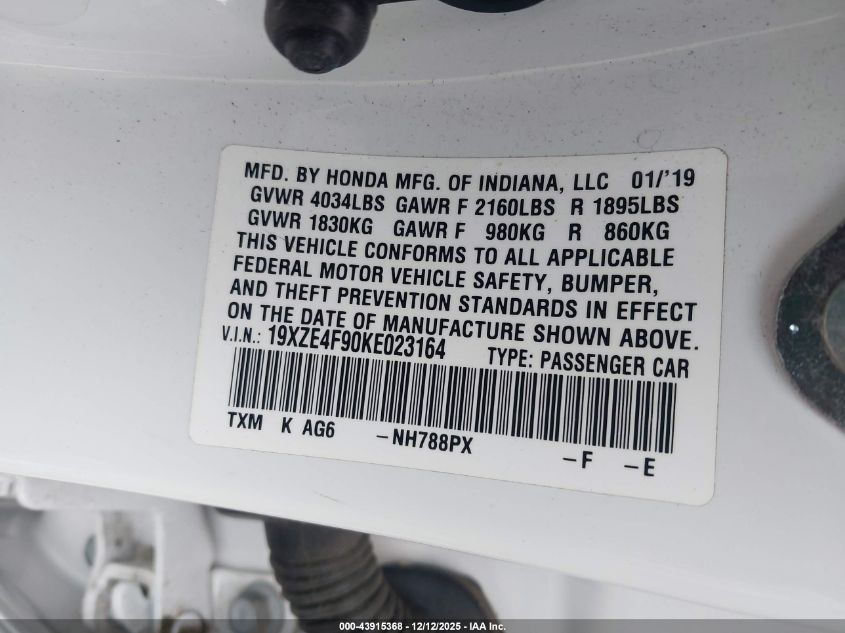 MFD. BY HONDA MFG. OF INDIANA, LLC 01/'19
GVWR 4034LBS GAWR F 2160LBS R 1895LBS
GVWR 1830KG GAWR F 980KG R 860KG
THIS VEHICLE CONFORMS TO ALL APPLICABLE
FEDERAL MOTOR VEHICLE SAFETY, BUMPER,
AND THEFT PREVENTION STANDARDS IN EFFECT
ON THE DATE OF MANUFACTURE SHOWN ABOVE.
V.I.N.: 19XZE4F90KE023164 TYPE: PASSENGER CAR
TXM K AG6 -NH788PX -F -E
000-43915368 - 12/12/2025 - IAA Inc.